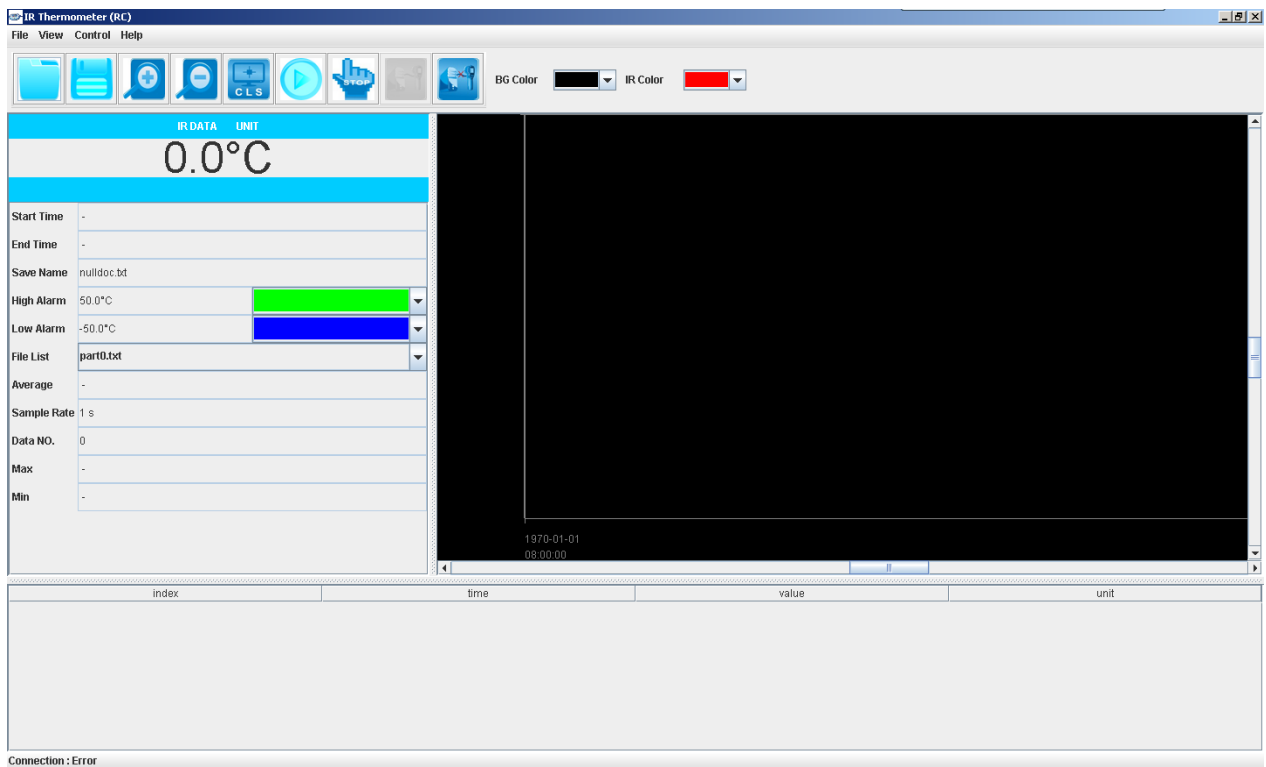 IR Thermometer (RC)
File View Control Help
CLS
STOP
BG Color
IR Color
IR DATA UNIT
0.0°C
Start Time -
End Time -
Save Name nulldoc.txt
High Alarm 50.0°C
Low Alarm -50.0°C
File List part0.txt
Average -
Sample Rate 1 s
Data NO. 0
Max -
Min -
1970-01-01
08:00:00
index time value unit
Connection : Error